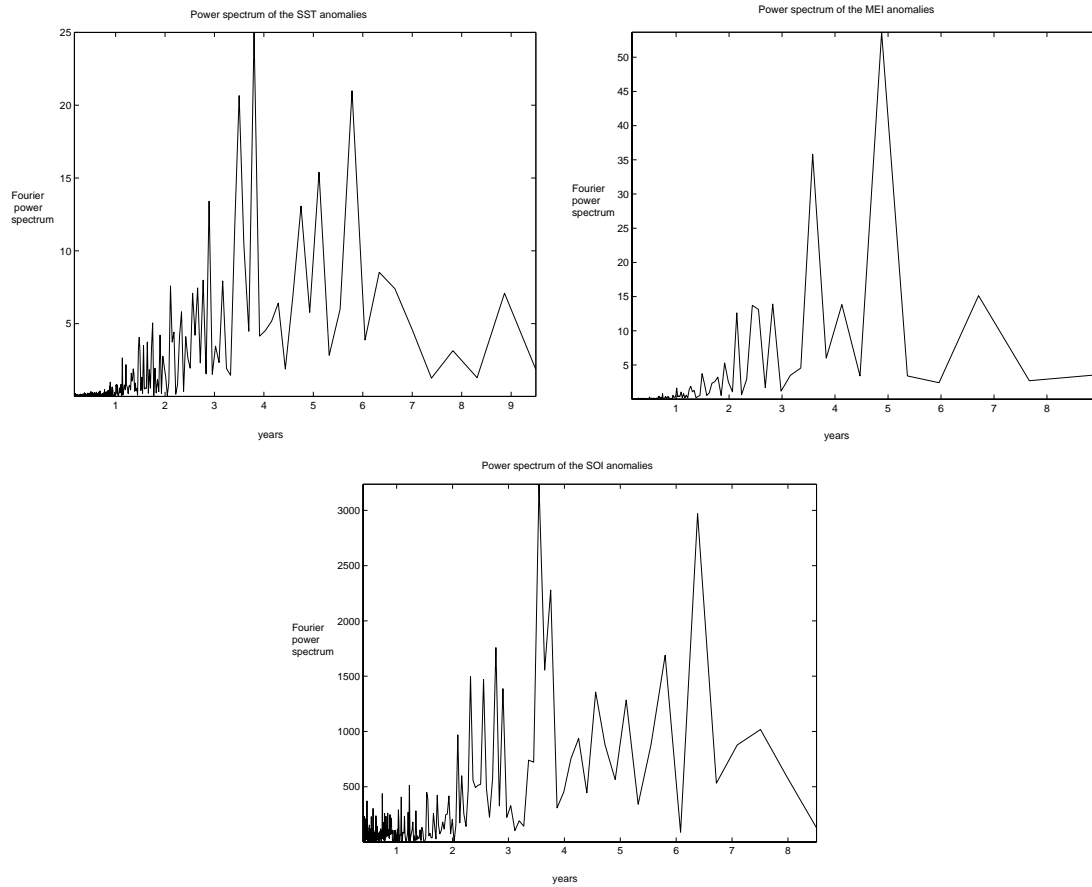 Power spectrum of the SST anomalies
25
20
15
10
5
Fourier
power
spectrum
1 2 3 4 5 6 7 8 9
years
Power spectrum of the MEI anomalies
50
45
40
35
30
25
20
15
10
5
Fourier
power
spectrum
1 2 3 4 5 6 7 8
years
Power spectrum of the SOI anomalies
3000
2500
2000
1500
1000
500
Fourier
power
spectrum
1 2 3 4 5 6 7 8
years